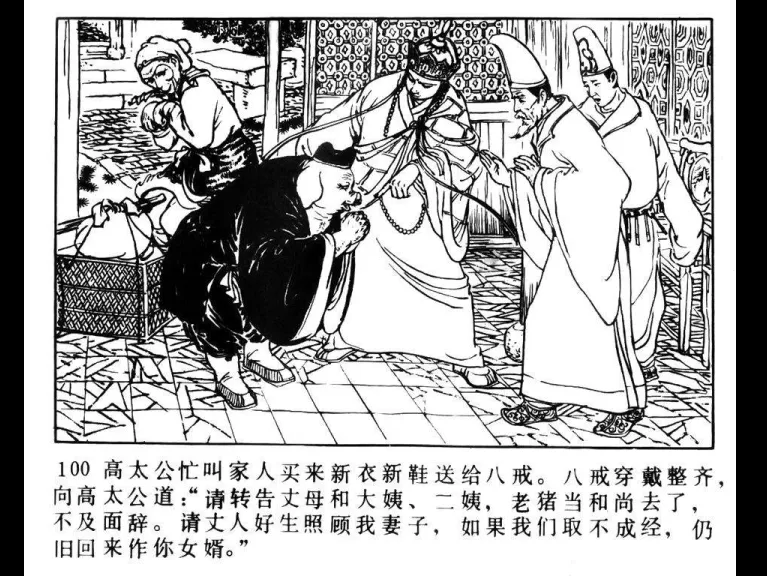 100 高太公忙叫家人买来新衣新鞋送给八戒。八戒穿戴整齐，
向高太公道：“请转告丈母和大姨、二姨，老猪当和尚去了，
不及面辞。请丈人好生照顾我妻子，如果我们取不成经，仍
旧回来作你女婿。”